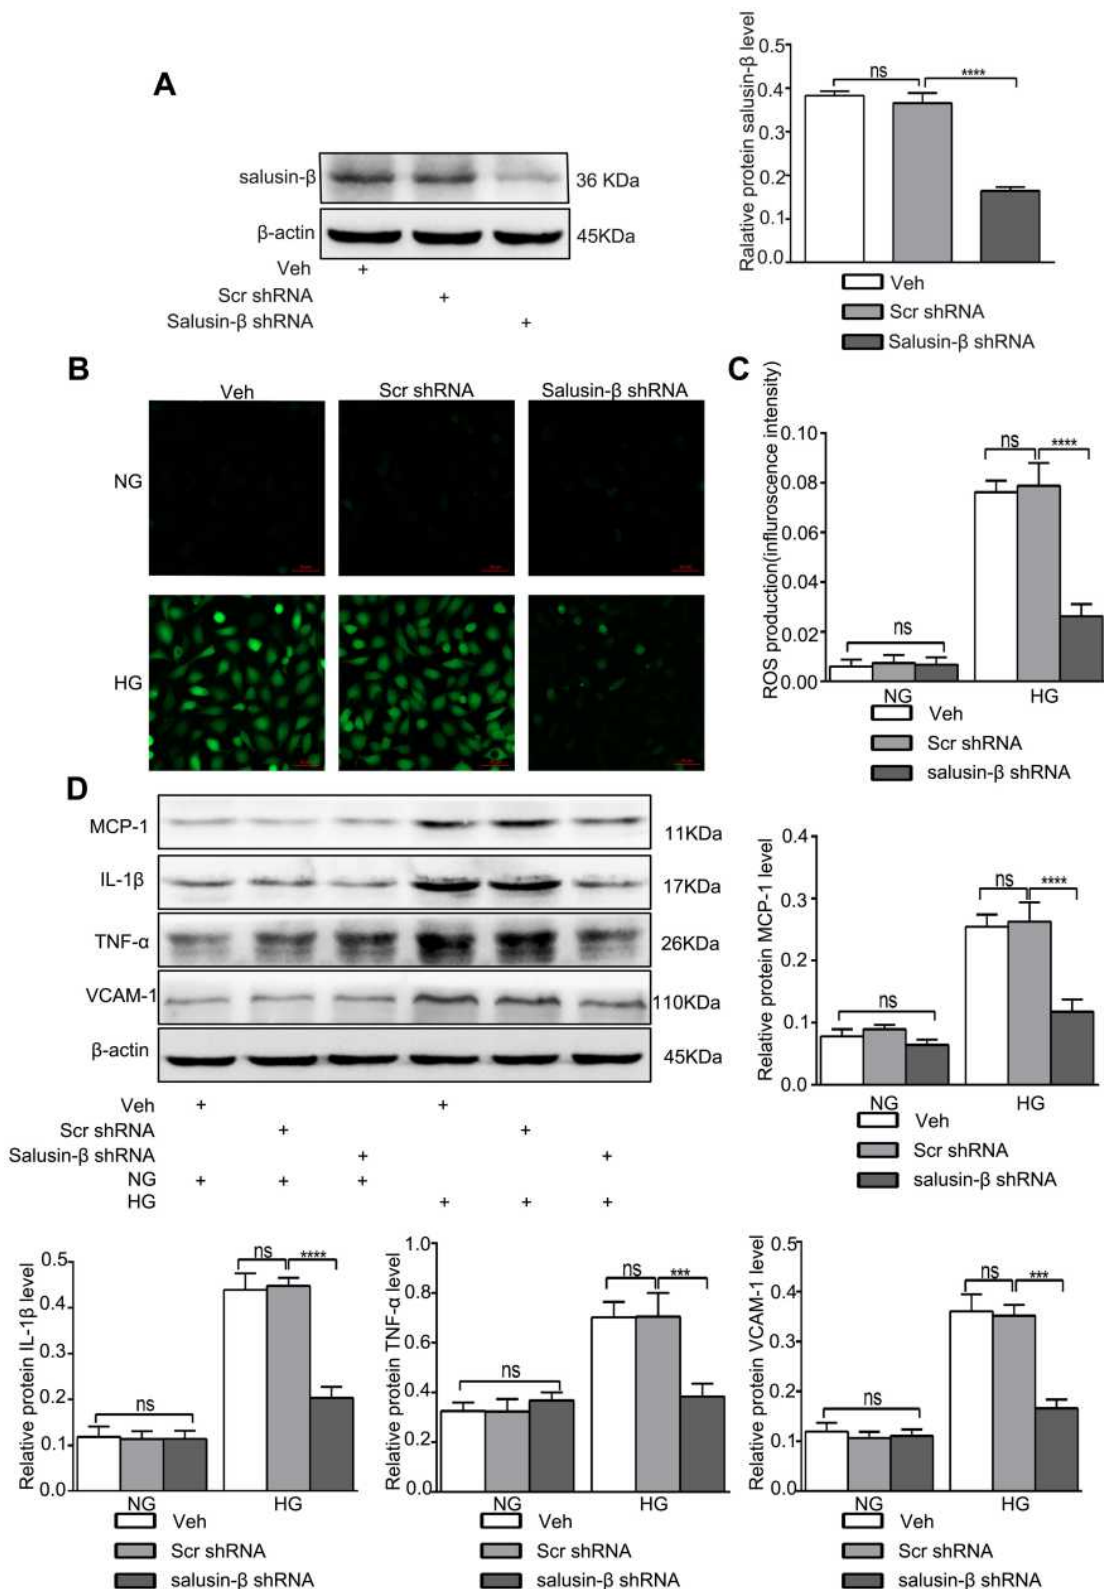 A
salusin-β
36 KDa
β-actin
45KDa
Veh
+
Scr shRNA
+
Salusin-β shRNA
+
Ralative protein salusin-β level
0.5
0.4
0.3
0.2
0.1
0.0
ns
****
Veh
Scr shRNA
Salusin-β shRNA
B
Veh
Scr shRNA
Salusin-β shRNA
NG
HG
C
ROS production(influroscence intensity)
0.10
0.08
0.06
0.04
0.02
0.00
ns
ns
****
NG
HG
Veh
Scr shRNA
salusin-β shRNA
D
MCP-1
11KDa
IL-1β
17KDa
TNF-α
26KDa
VCAM-1
110KDa
β-actin
45KDa
Veh
+ +
Scr shRNA
+ +
Salusin-β shRNA
+ +
NG
+ + +
HG
+ + +
Relative protein MCP-1 level
0.4
0.3
0.2
0.1
0.0
ns
ns
****
NG
HG
Veh
Scr shRNA
salusin-β shRNA
Relative protein IL-1β level
0.5
0.4
0.3
0.2
0.1
0.0
ns
ns
****
NG
HG
Veh
Scr shRNA
salusin-β shRNA
Relative protein TNF-α level
1.0
0.8
0.6
0.4
0.2
0.0
ns
ns
***
NG
HG
Veh
Scr shRNA
salusin-β shRNA
Relative protein VCAM-1 level
0.5
0.4
0.3
0.2
0.1
0.0
ns
ns
***
NG
HG
Veh
Scr shRNA
salusin-β shRNA